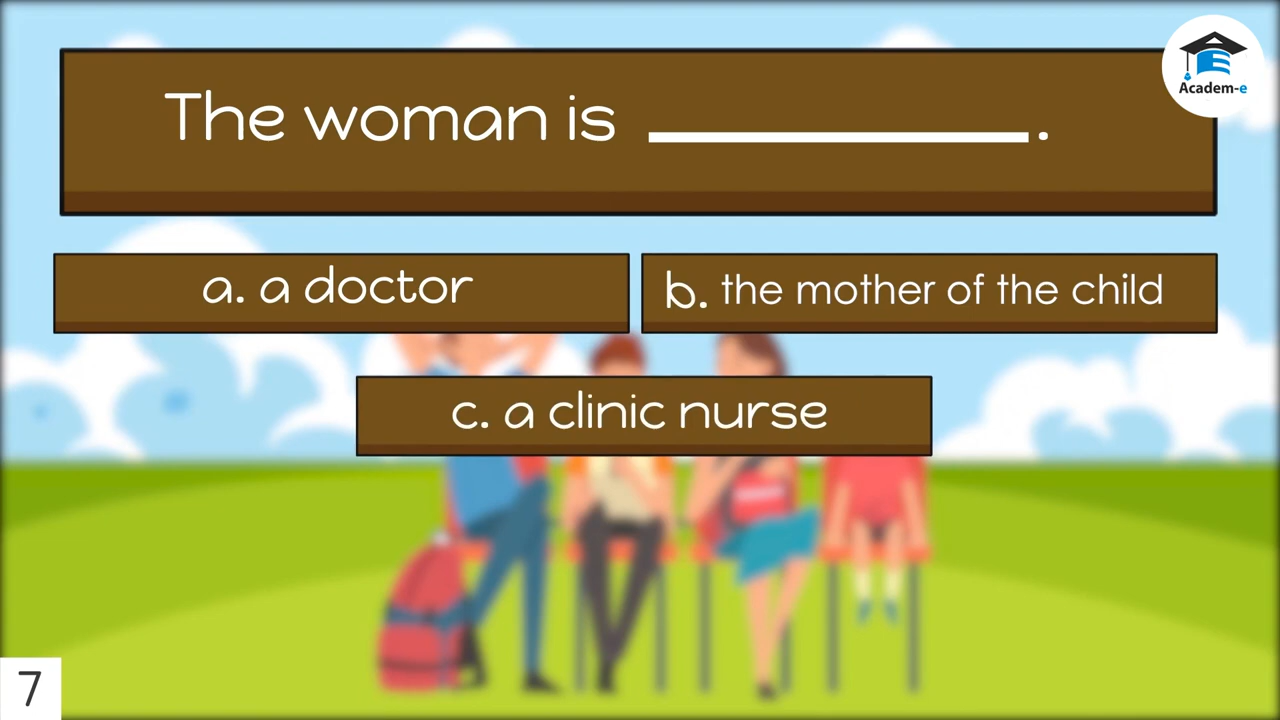 Academ-e
The woman is __________.
a. a doctor
b. the mother of the child
c. a clinic nurse
7